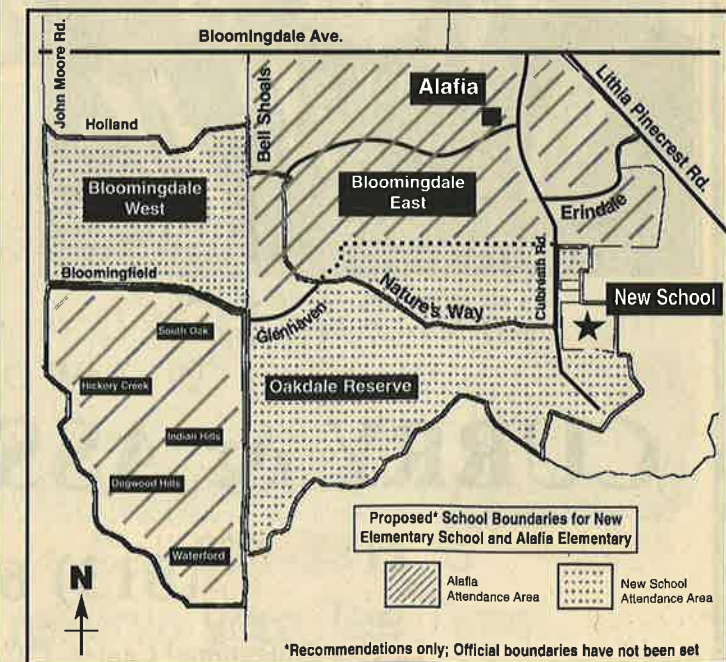 Bloomingdale Ave.
John Moore Rd.
Bell Shoals
Alafia
Lithia Pinecrest Rd.
Holland
Bloomingdale
West
Bloomingdale
East
Erindale
Bloomingfield
Culbreath Rd.
Nature's Way
New School
Glenhaven
South Oak
Hickory Creek
Oakdale Reserve
Indian Hills
Dogwood Hills
Waterford
Proposed* School Boundaries for New
Elementary School and Alafia Elementary
N
Alafia
Attendance Area
New School
Attendance Area
*Recommendations only; Official boundaries have not been set